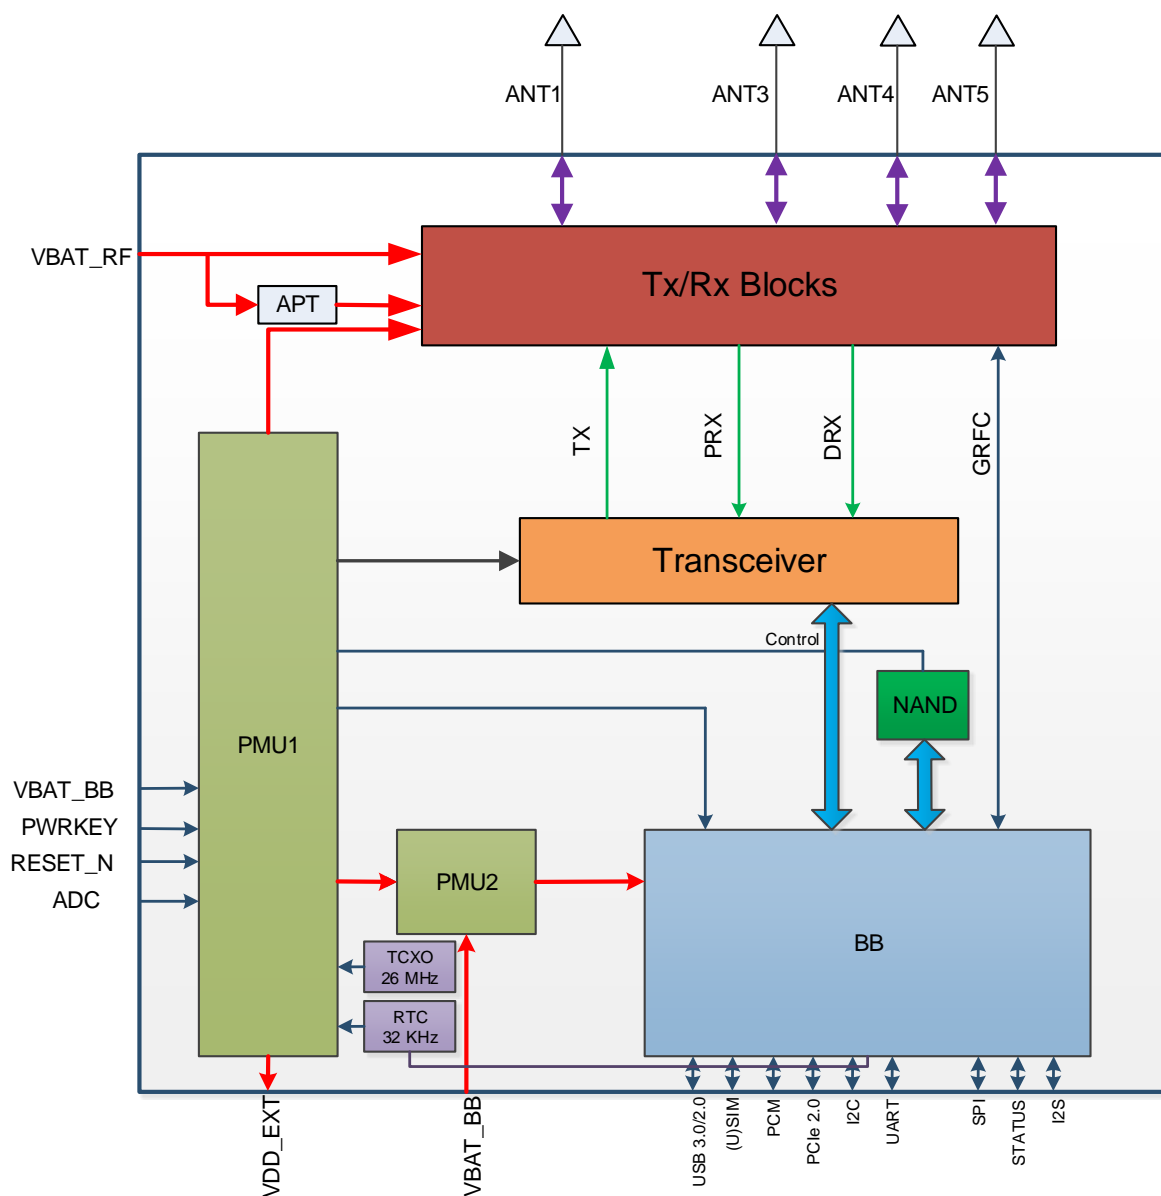 ANT1
ANT3
ANT4
ANT5
VBAT_RF
Tx/Rx Blocks
APT
TX
PRX
DRX
GRFC
Transceiver
Control
NAND
PMU1
VBAT_BB
PWRKEY
RESET_N
ADC
PMU2
BB
TCXO
26 MHz
RTC
32 KHz
VDD_EXT
VBAT_BB
USB 3.0/2.0
(U)SIM
PCM
PCIe 2.0
I2C
UART
SPI
STATUS
I2S